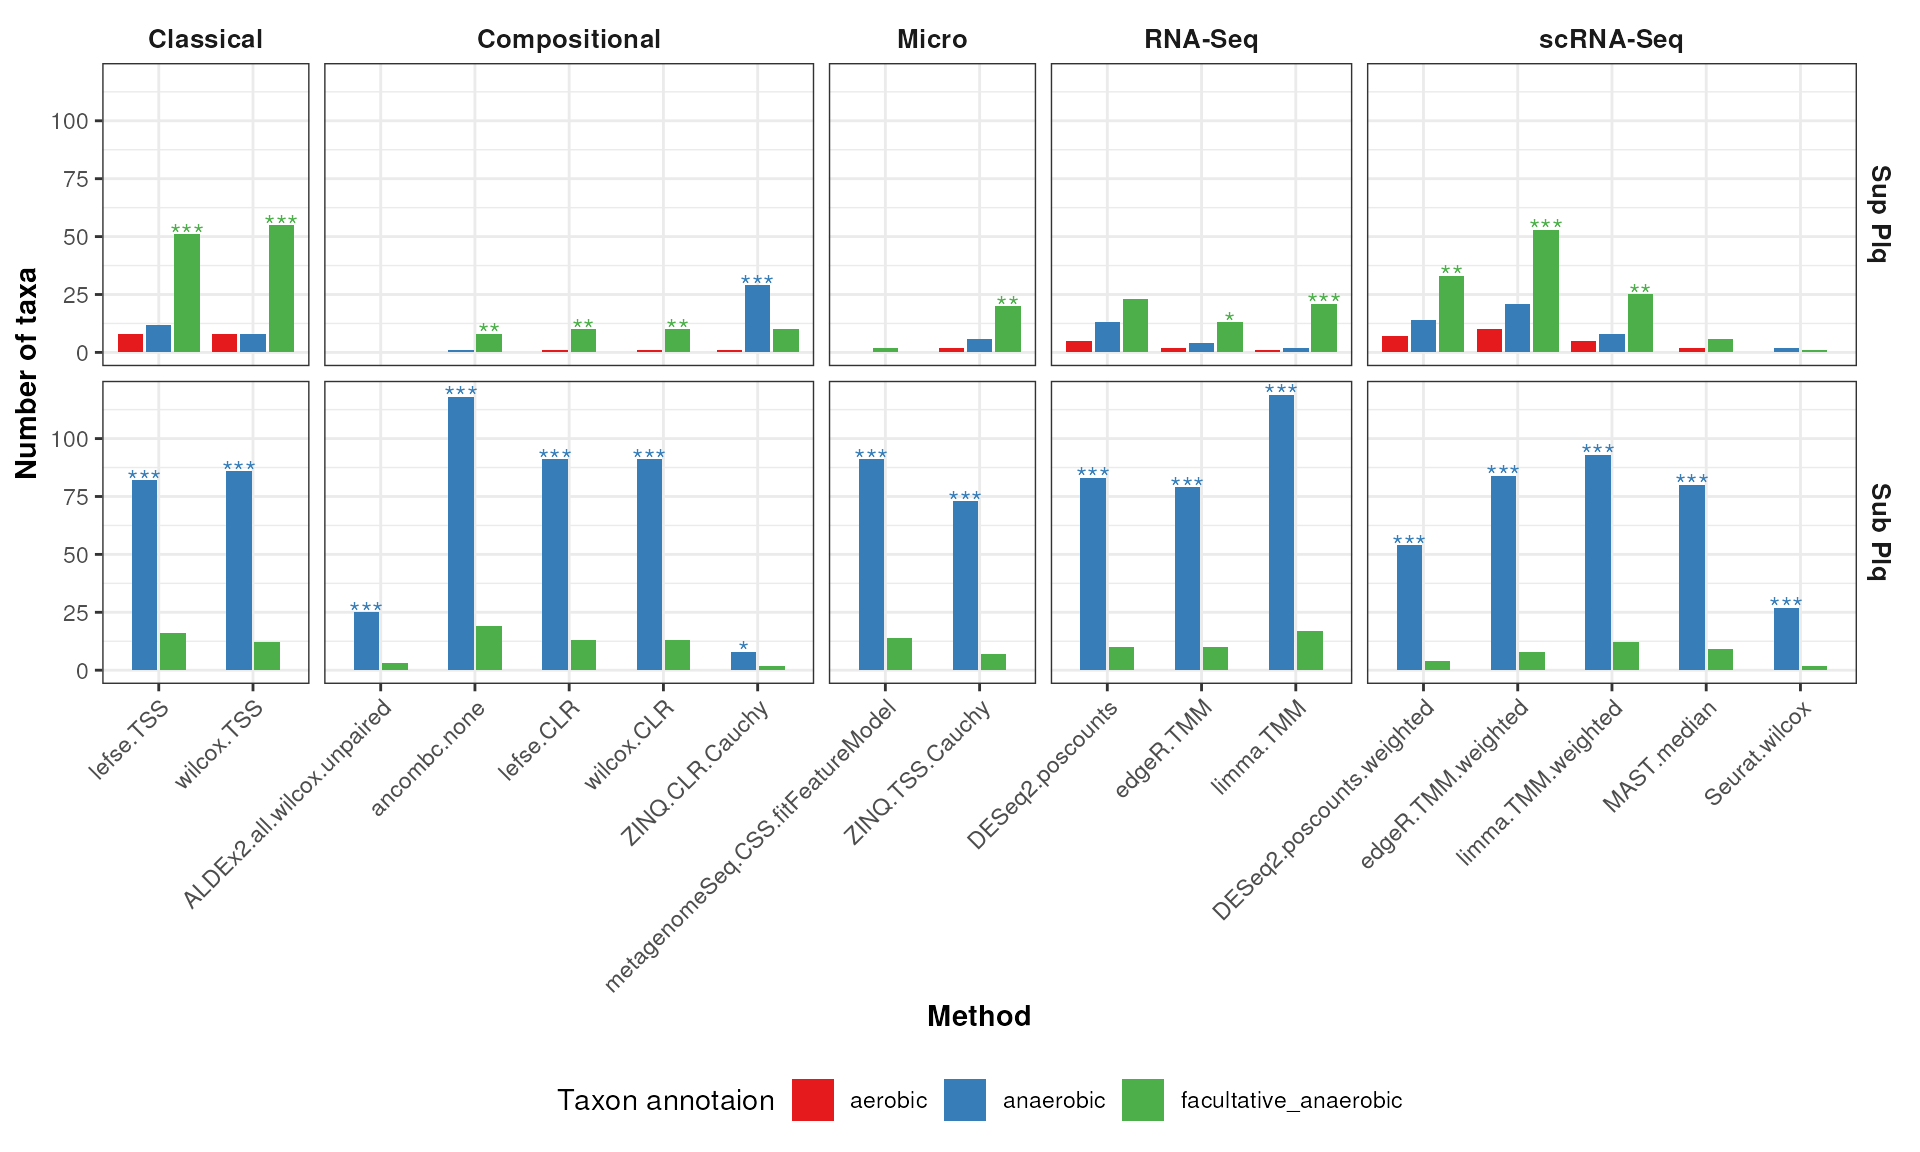 Classical Compositional Micro RNA-Seq scRNA-Seq
Number of taxa
100
75
50
25
0
*** *** ** ** ** *** ** * *** ** *** **
Sup Plq
100
75
50
25
0
*** *** *** *** *** *** * *** *** *** *** *** *** *** *** *** ***
Sub Plq
lefse.TSS
wilcox.TSS
ALDEx2.all.wilcox.unpaired
ancombc.none
lefse.CLR
wilcox.CLR
ZINQ.CLR.Cauchy
metagenomeSeq.CSS.fitFeatureModel
ZINQ.TSS.Cauchy
DESeq2.poscounts
edgeR.TMM
limma.TMM
DESeq2.poscounts.weighted
edgeR.TMM.weighted
limma.TMM.weighted
MAST.median
Seurat.wilcox
Method
Taxon annotaion aerobic anaerobic facultative_anaerobic